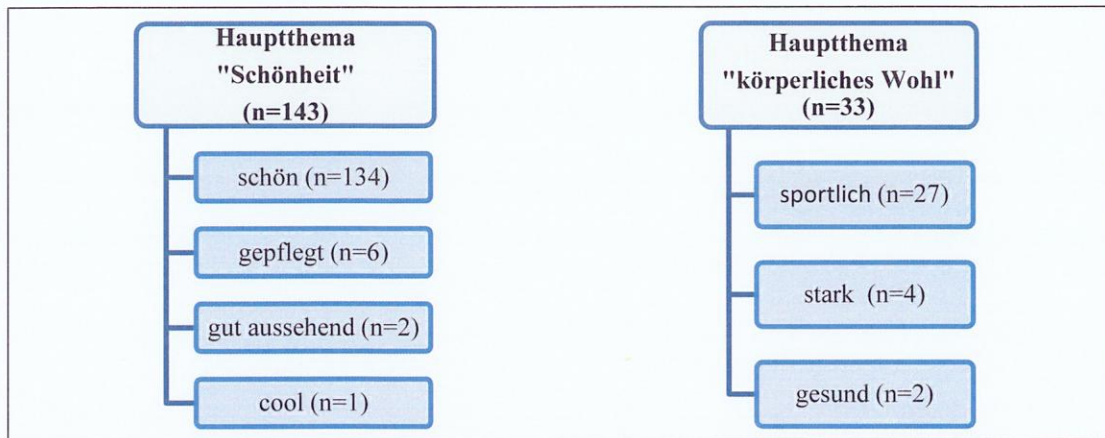 Hauptthema
"Schönheit"
(n=143)
schön (n=134)
gepflegt (n=6)
gut aussehend (n=2)
cool (n=1)
Hauptthema
"körperliches Wohl"
(n=33)
sportlich (n=27)
stark (n=4)
gesund (n=2)